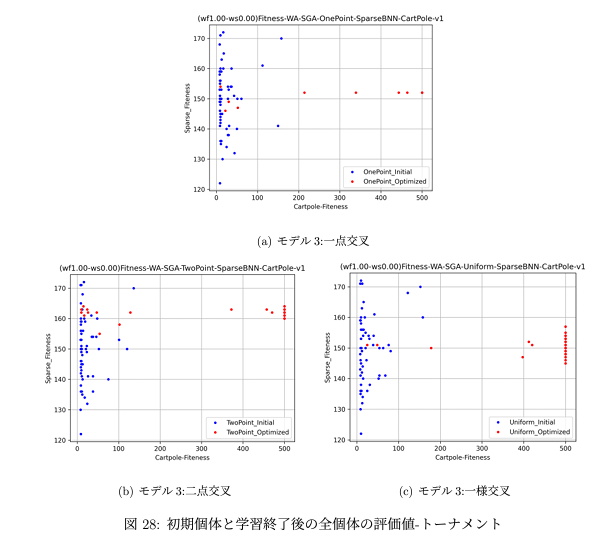 (wf1.00-ws0.00)Fitness-WA-SGA-OnePoint-SparseBNN-CartPole-v1
170
160
150
140
130
120
Sparse_Fiteness
0 100 200 300 400 500
Cartpole-Fiteness
OnePoint_Initial
OnePoint_Optimized
(a) モデル3:一点交叉
(wf1.00-ws0.00)Fitness-WA-SGA-TwoPoint-SparseBNN-CartPole-v1
170
160
150
140
130
120
Sparse_Fiteness
0 100 200 300 400 500
Cartpole-Fiteness
TwoPoint_Initial
TwoPoint_Optimized
(b) モデル3:二点交叉
(wf1.00-ws0.00)Fitness-WA-SGA-Uniform-SparseBNN-CartPole-v1
170
160
150
140
130
120
Sparse_Fiteness
0 100 200 300 400 500
Cartpole-Fiteness
Uniform_Initial
Uniform_Optimized
(c) モデル3:一様交叉
図 28: 初期個体と学習終了後の全個体の評価値-トーナメント